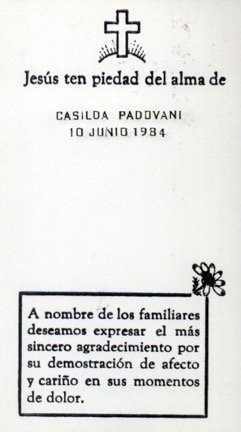 Jesús ten piedad del alma de
CASILDA PADOVANI
10 JUNIO 1984
A nombre de los familiares
deseamos expresar el más
sincero agradecimiento por
su demostración de afecto
y cariño en sus momentos
de dolor.